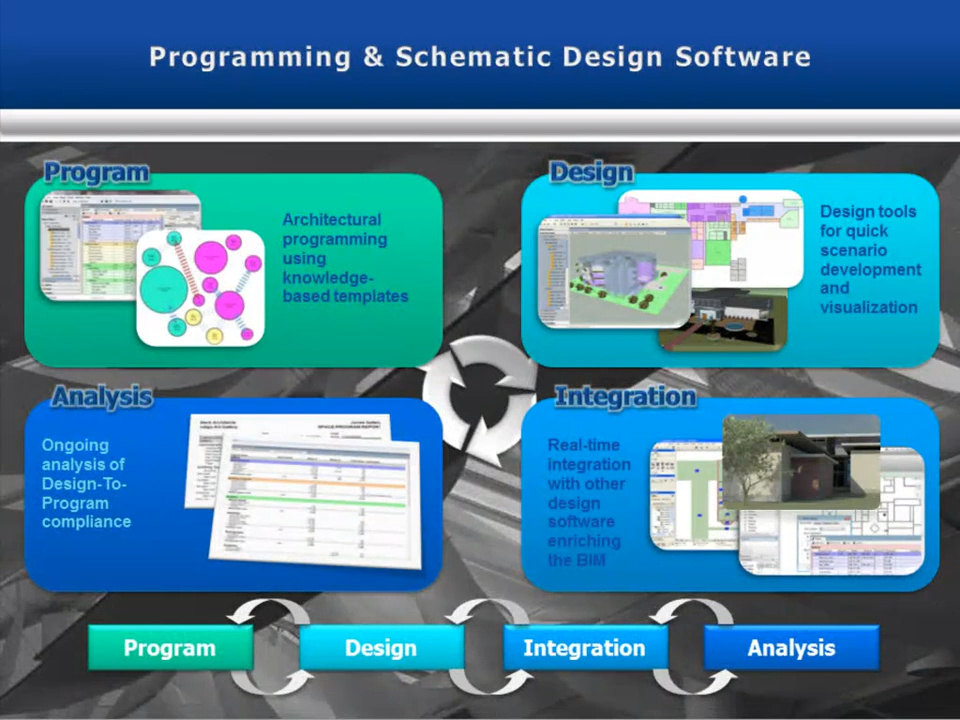 Programming & Schematic Design Software
Program
Architectural
programming
using
knowledge-
based templates
Design
Design tools
for quick
scenario
development
and
visualization
Analysis
Ongoing
analysis of
Design-To-
Program
compliance
Integration
Real-time
integration
with other
design
software
enriching
the BIM
Program
Design
Integration
Analysis